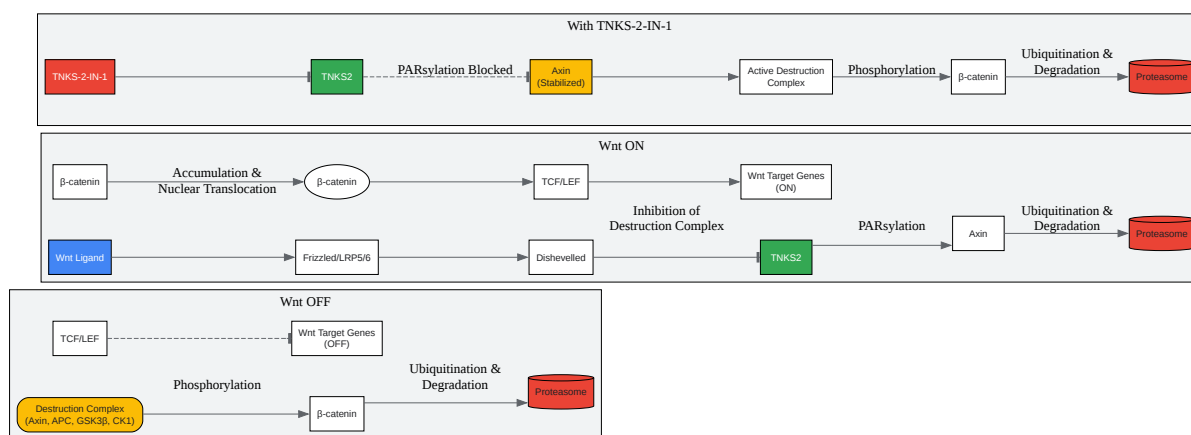 With TNKS-2-IN-1
TNKS-2-IN-1
TNKS2
PARsylation Blocked
Axin
(Stabilized)
Active Destruction
Complex
Phosphorylation
β-catenin
Ubiquitination &
Degradation
Proteasome
Wnt ON
β-catenin
Accumulation &
Nuclear Translocation
β-catenin
TCF/LEF
Wnt Target Genes
(ON)
Wnt Ligand
Frizzled/LRP5/6
Dishevelled
Inhibition of
Destruction Complex
TNKS2
PARsylation
Axin
Ubiquitination &
Degradation
Proteasome
Wnt OFF
TCF/LEF
Wnt Target Genes
(OFF)
Destruction Complex
(Axin, APC, GSK3β, CK1)
Phosphorylation
β-catenin
Ubiquitination &
Degradation
Proteasome